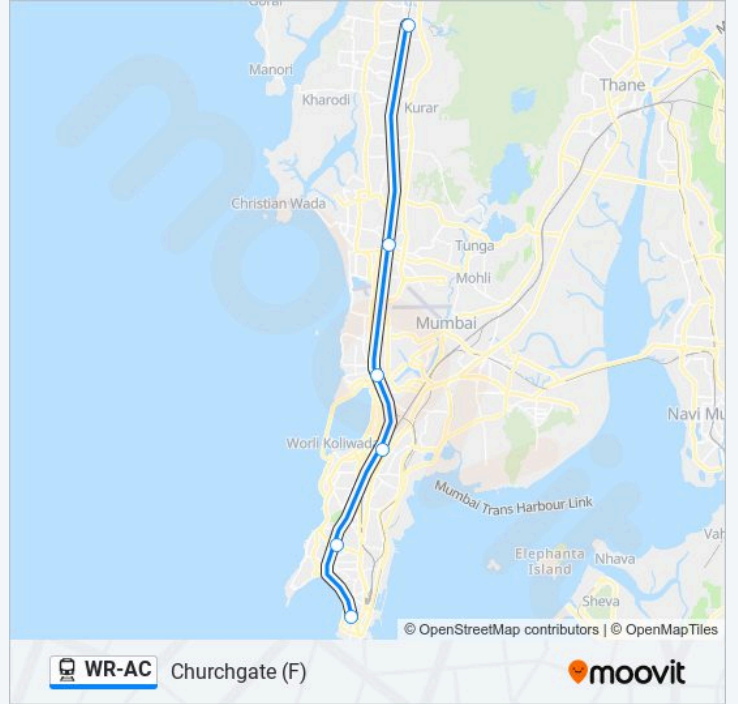 Gorai
Manori
Kharodi
Kurar
Thane
Christian Wada
Tunga
Mohli
Mumbai
Navi Mu
Worli Koliwada
Mumbai Trans Harbour Link
Elephanta
Island
Nhava
Vah
Sheva
© OpenStreetMap contributors | © OpenMapTiles
WR-AC
Churchgate (F)
moovit